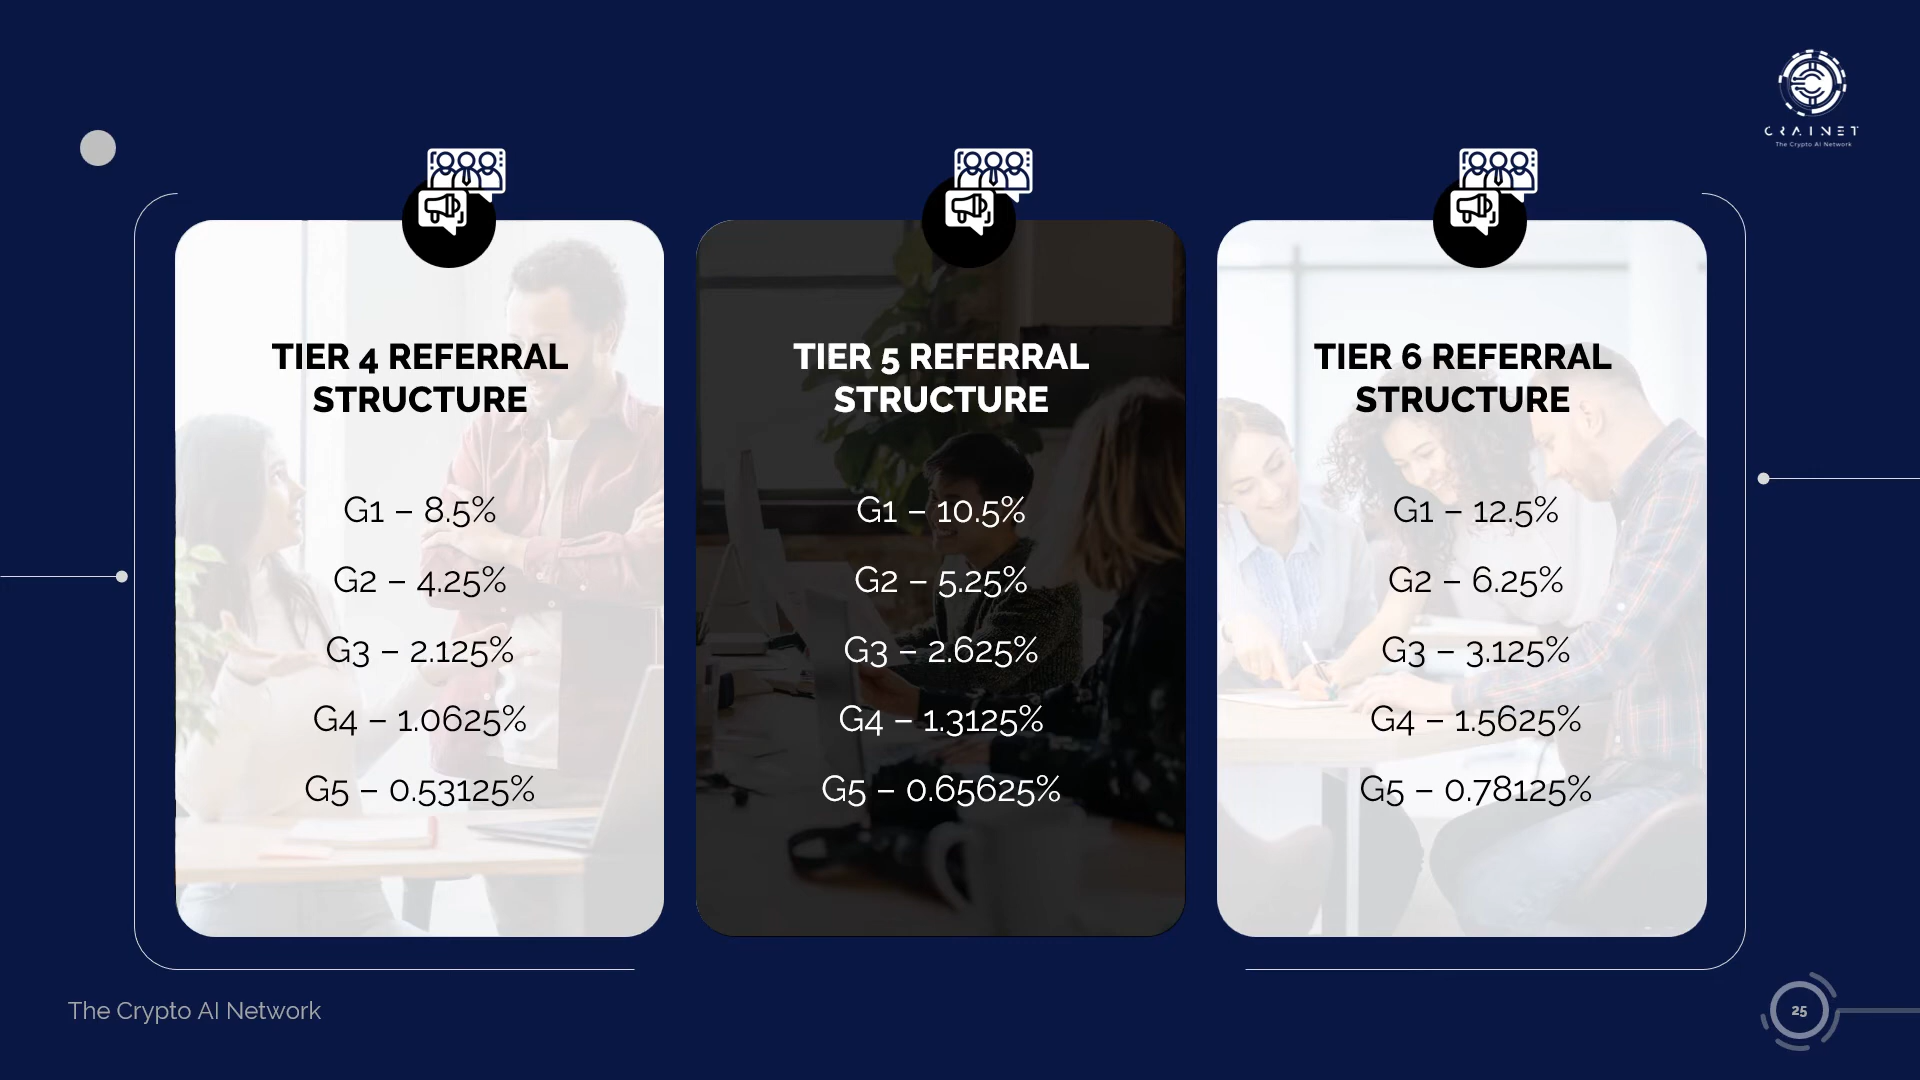 CRAINET
The Crypto AI Network
TIER 4 REFERRAL
STRUCTURE
G1 – 8.5%
G2 – 4.25%
G3 – 2.125%
G4 – 1.0625%
G5 – 0.53125%
TIER 5 REFERRAL
STRUCTURE
G1 – 10.5%
G2 – 5.25%
G3 – 2.625%
G4 – 1.3125%
G5 – 0.65625%
TIER 6 REFERRAL
STRUCTURE
G1 – 12.5%
G2 – 6.25%
G3 – 3.125%
G4 – 1.5625%
G5 – 0.78125%
The Crypto AI Network
25